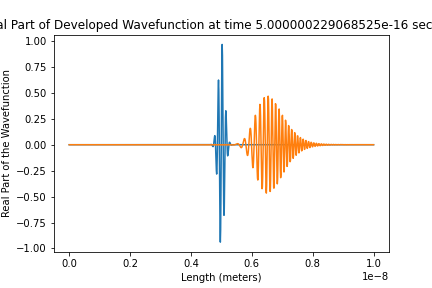 al Part of Developed Wavefunction at time 5.000000229068525e-16 sec
1.00
0.75
0.50
0.25
0.00
−0.25
−0.50
−0.75
−1.00
Real Part of the Wavefunction
0.0 0.2 0.4 0.6 0.8 1.0
1e−8
Length (meters)